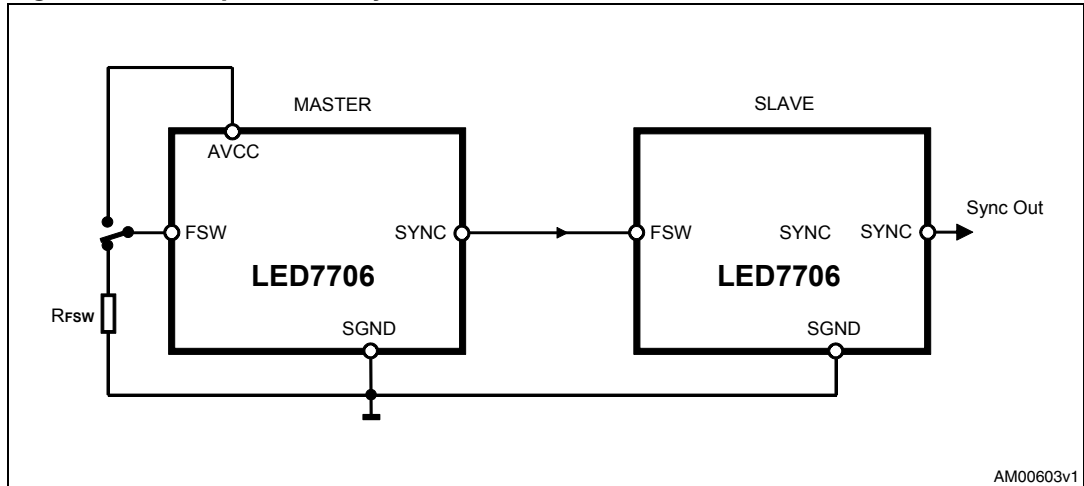 MASTER
SLAVE
AVCC
FSW
SYNC
FSW
SYNC
SYNC
Sync Out
LED7706
LED7706
RFSW
SGND
SGND
AM00603v1